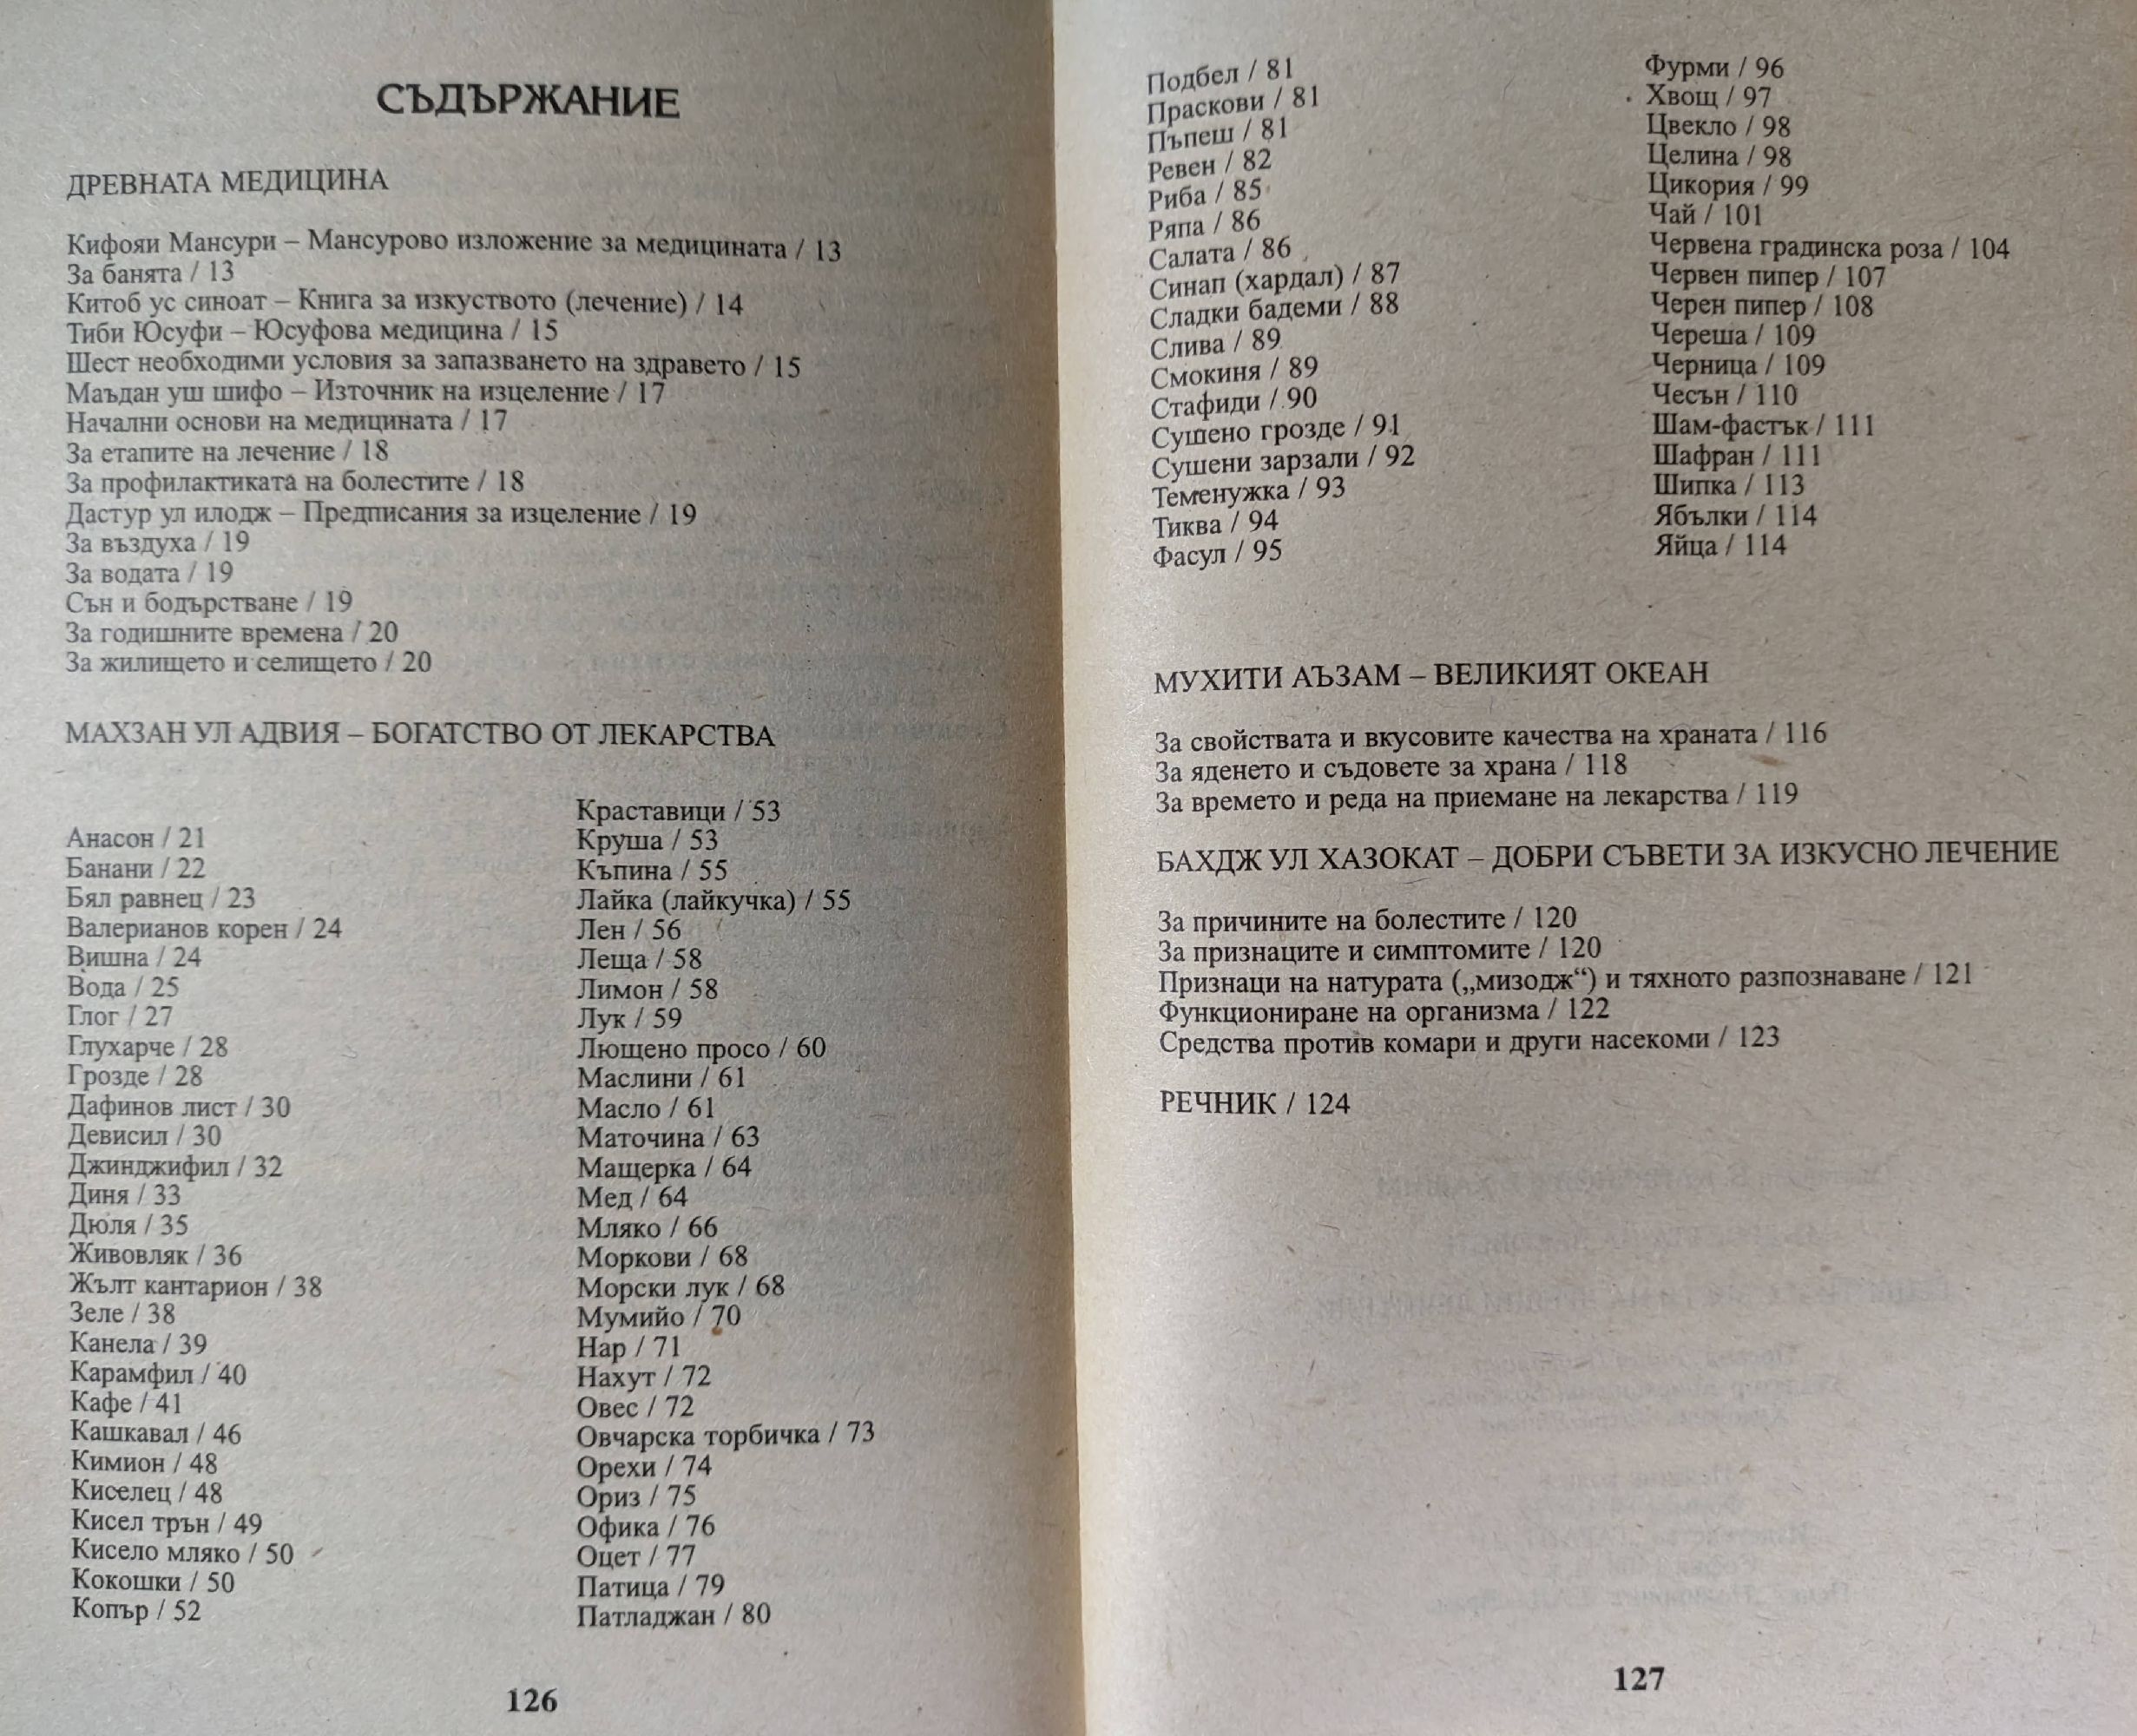 СЪДЪРЖАНИЕ
ДРЕВНАТА МЕДИЦИНА
Кифояи Мансури – Мансурово изложение за медицината / 13
За банята / 13
Китоб ус синоат – Книга за изкуството (лечение) / 14
Тиби Юсуфи – Юсуфова медицина / 15
Шест необходими условия за запазването на здравето / 15
Маъдан уш шифо – Източник на изцеление / 17
Начални основи на медицината / 17
За етапите на лечение / 18
За профилактиката на болестите / 18
Дастур ул илодж – Предписания за изцеление / 19
За въздуха / 19
За водата / 19
Сън и бодърстване / 19
За годишните времена / 20
За жилището и селището / 20
МАХЗАН УЛ АДВИЯ – БОГАТСТВО ОТ ЛЕКАРСТВА
Анасон / 21
Банани / 22
Бял равнец / 23
Валерианов корен / 24
Вишна / 24
Вода / 25
Глог / 27
Глухарче / 28
Грозде / 28
Дафинов лист / 30
Девисил / 30
Джинджифил / 32
Диня / 33
Дюля / 35
Живовляк / 36
Жълт кантарион / 38
Зеле / 38
Канела / 39
Карамфил / 40
Кафе / 41
Кашкавал / 46
Кимион / 48
Киселец / 48
Кисел трън / 49
Кисело мляко / 50
Кокошки / 50
Копър / 52
Краставици / 53
Круша / 53
Къпина / 55
Лайка (лайкучка) / 55
Лен / 56
Леща / 58
Лимон / 58
Лук / 59
Лющено просо / 60
Маслини / 61
Масло / 61
Маточина / 63
Мащерка / 64
Мед / 64
Мляко / 66
Моркови / 68
Морски лук / 68
Мумийо / 70
Нар / 71
Нахут / 72
Овес / 72
Овчарска торбичка / 73
Орехи / 74
Ориз / 75
Офика / 76
Оцет / 77
Патица / 79
Патладжан / 80
126
Подбел / 81
Праскови / 81
Пъпеш / 81
Ревен / 82
Риба / 85
Ряпа / 86
Салата / 86
Синап (хардал) / 87
Сладки бадеми / 88
Слива / 89
Смокиня / 89
Стафиди / 90
Сушено грозде / 91
Сушени зарзали / 92
Теменужка / 93
Тиква / 94
Фасул / 95
Фурми / 96
Хвощ / 97
Цвекло / 98
Целина / 98
Цикория / 99
Чай / 101
Червена градинска роза / 104
Червен пипер / 107
Черен пипер / 108
Череша / 109
Черница / 109
Чесън / 110
Шам-фастък / 111
Шафран / 111
Шипка / 113
Ябълки / 114
Яйца / 114
МУХИТИ АЪЗАМ – ВЕЛИКИЯТ ОКЕАН
За свойствата и вкусовите качества на храната / 116
За яденето и съдовете за храна / 118
За времето и реда на приемане на лекарства / 119
БАХДЖ УЛ ХАЗОКАТ – ДОБРИ СЪВЕТИ ЗА ИЗКУСНО ЛЕЧЕНИЕ
За причините на болестите / 120
За признаците и симптомите / 120
Признаци на натурата („мизодж“) и тяхното разпознаване / 121
Функциониране на организма / 122
Средства против комари и други насекоми / 123
РЕЧНИК / 124
127